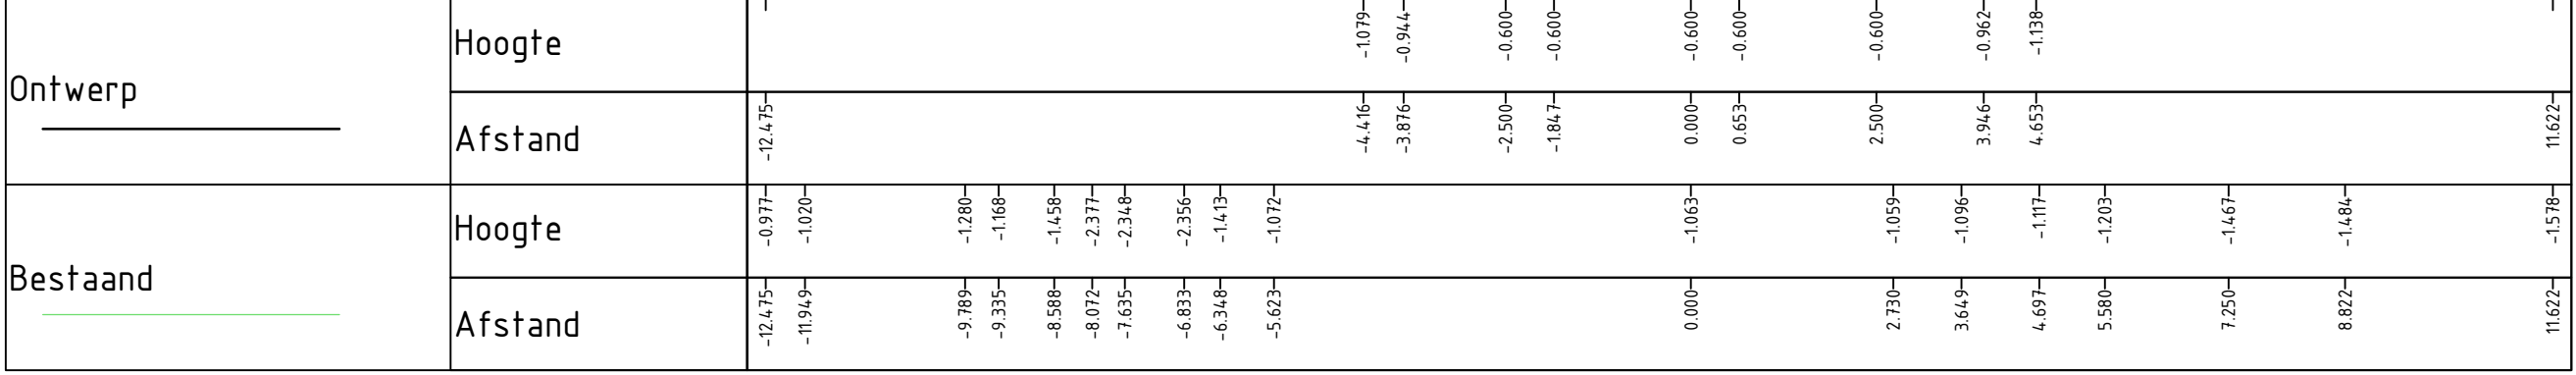 Ontwerp
Hoogte
-1.079 -0.944 -0.600 -0.600 -0.600 -0.600 -0.600 -0.962 -1.138
Afstand
-12.475 -4.416 -3.876 -2.500 -1.847 0.000 0.653 2.500 3.946 4.653 11.622
Bestaand
Hoogte
-0.977 -1.020 -1.280 -1.168 -1.458 -2.377 -2.348 -2.356 -1.413 -1.072 -1.063 -1.059 -1.096 -1.117 -1.203 -1.467 -1.484 -1.578
Afstand
-12.475 -11.949 -9.789 -9.335 -8.588 -8.072 -7.635 -6.833 -6.348 -5.623 0.000 2.730 3.649 4.697 5.580 7.250 8.822 11.622